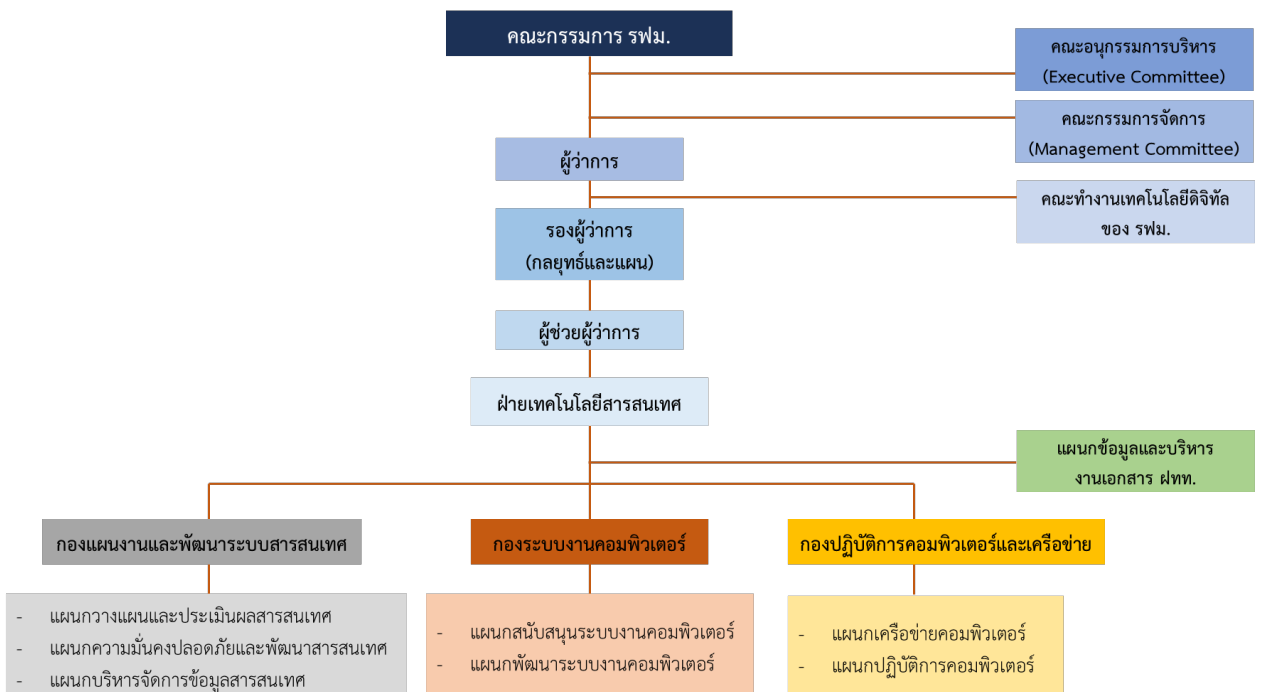 คณะกรรมการ รฟม.
คณะอนุกรรมการบริหาร
(Executive Committee)
คณะกรรมการจัดการ
(Management Committee)
ผู้ว่าการ
คณะทำงานเทคโนโลยีดิจิทัล
ของ รฟม.
รองผู้ว่าการ
(กลยุทธ์และแผน)
ผู้ช่วยผู้ว่าการ
ฝ่ายเทคโนโลยีสารสนเทศ
แผนกข้อมูลและบริหาร
งานเอกสาร ฝทท.
กองแผนงานและพัฒนาระบบสารสนเทศ
- แผนกวางแผนและประเมินผลสารสนเทศ
- แผนกความมั่นคงปลอดภัยและพัฒนาสารสนเทศ
- แผนกบริหารจัดการข้อมูลสารสนเทศ
กองระบบงานคอมพิวเตอร์
- แผนกสนับสนุนระบบงานคอมพิวเตอร์
- แผนกพัฒนาระบบงานคอมพิวเตอร์
กองปฏิบัติการคอมพิวเตอร์และเครือข่าย
- แผนกเครือข่ายคอมพิวเตอร์
- แผนกปฏิบัติการคอมพิวเตอร์